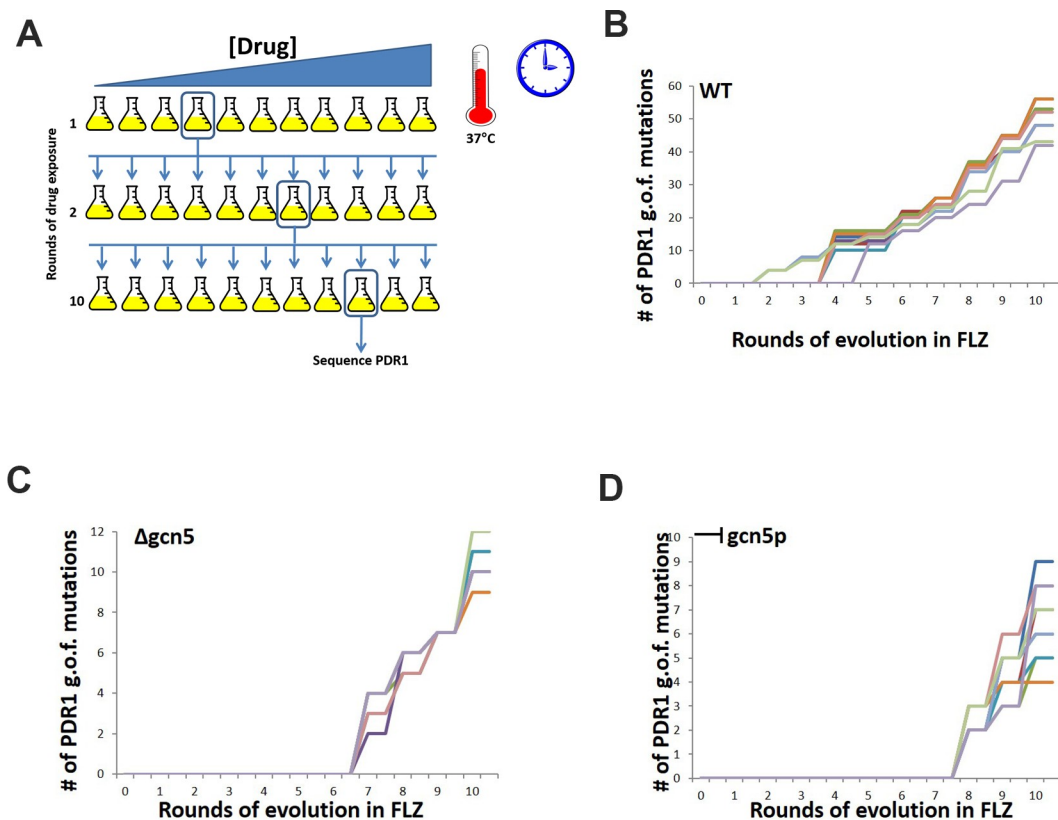 A
[Drug]
Rounds of drug exposure
1
2
10
37°C
Sequence PDR1
B
WT
# of PDR1 g.o.f. mutations
60
50
40
30
20
10
0
0 1 2 3 4 5 6 7 8 9 10
Rounds of evolution in FLZ
C
Δgcn5
# of PDR1 g.o.f. mutations
12
10
8
6
4
2
0
0 1 2 3 4 5 6 7 8 9 10
Rounds of evolution in FLZ
D
gcn5p
# of PDR1 g.o.f. mutations
10
9
8
7
6
5
4
3
2
1
0
0 1 2 3 4 5 6 7 8 9 10
Rounds of evolution in FLZ